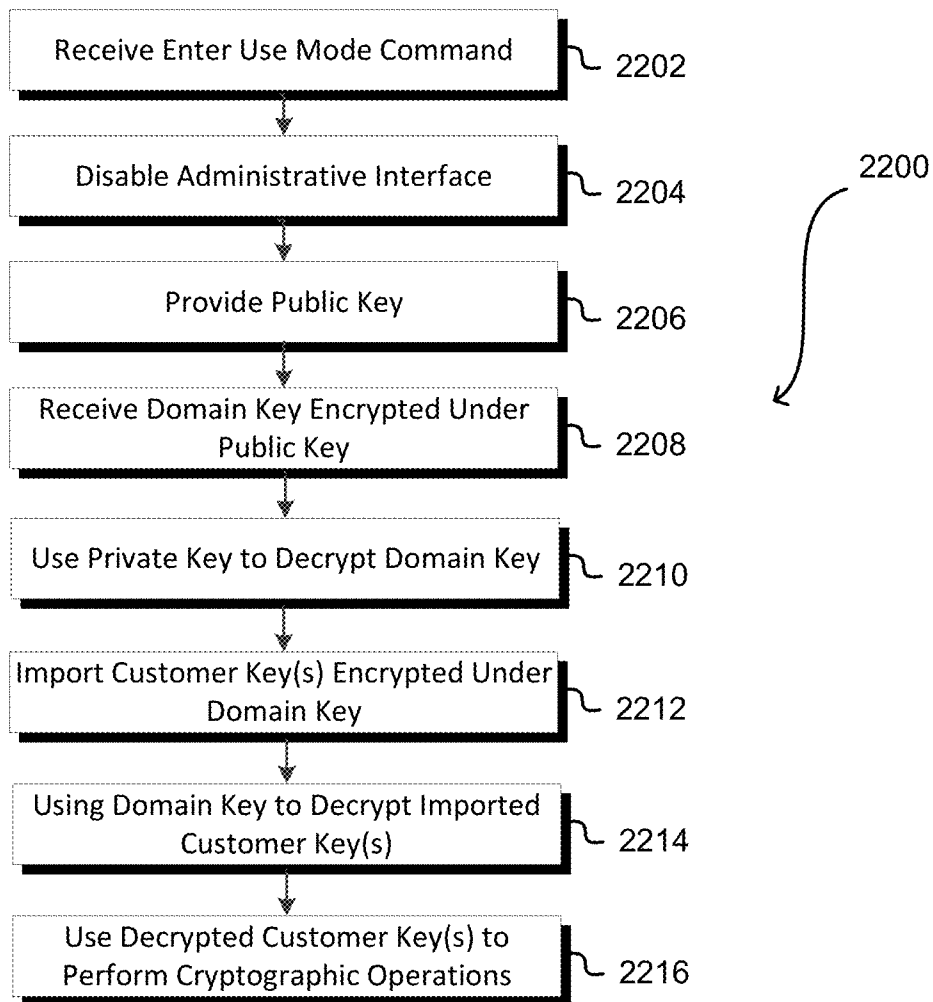 Receive Enter Use Mode Command
2202
Disable Administrative Interface
2204
2200
Provide Public Key
2206
Receive Domain Key Encrypted Under
Public Key
2208
Use Private Key to Decrypt Domain Key
2210
Import Customer Key(s) Encrypted Under
Domain Key
2212
Using Domain Key to Decrypt Imported
Customer Key(s)
2214
Use Decrypted Customer Key(s) to
Perform Cryptographic Operations
2216